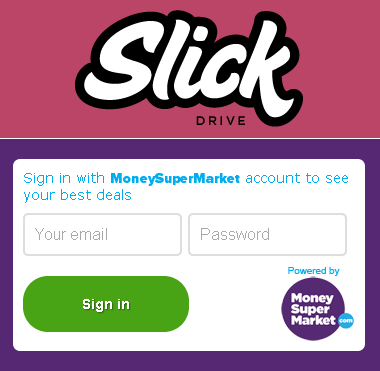 Slick
DRIVE
Sign in with MoneySuperMarket account to see
your best deals
Your email
Password
Sign in
Powered by
Money
Super
Market.com